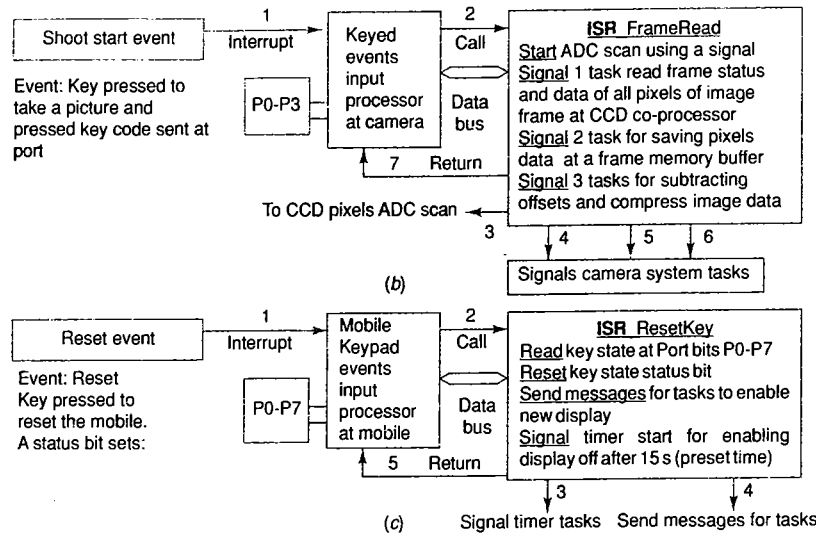 1
2
Shoot start event
Interrupt
Keyed
events
input
processor
at camera
Call
ISR_FrameRead
Start ADC scan using a signal
Signal 1 task read frame status
and data of all pixels of image
frame at CCD co-processor
Signal 2 task for saving pixels
data at a frame memory buffer
Signal 3 tasks for subtracting
offsets and compress image data
Event: Key pressed to
take a picture and
pressed key code sent at
port
P0-P3
Data
bus
7 Return
To CCD pixels ADC scan
3
4
5
6
Signals camera system tasks
(b)
1
2
Reset event
Interrupt
Mobile
Keypad
events
input
processor
at mobile
Call
ISR_ResetKey
Read key state at Port bits P0-P7
Reset key state status bit
Send messages for tasks to enable
new display
Signal timer start for enabling
display off after 15 s (preset time)
Event: Reset
Key pressed to
reset the mobile.
A status bit sets:
P0-P7
Data
bus
5 Return
3
4
(c)
Signal timer tasks
Send messages for tasks